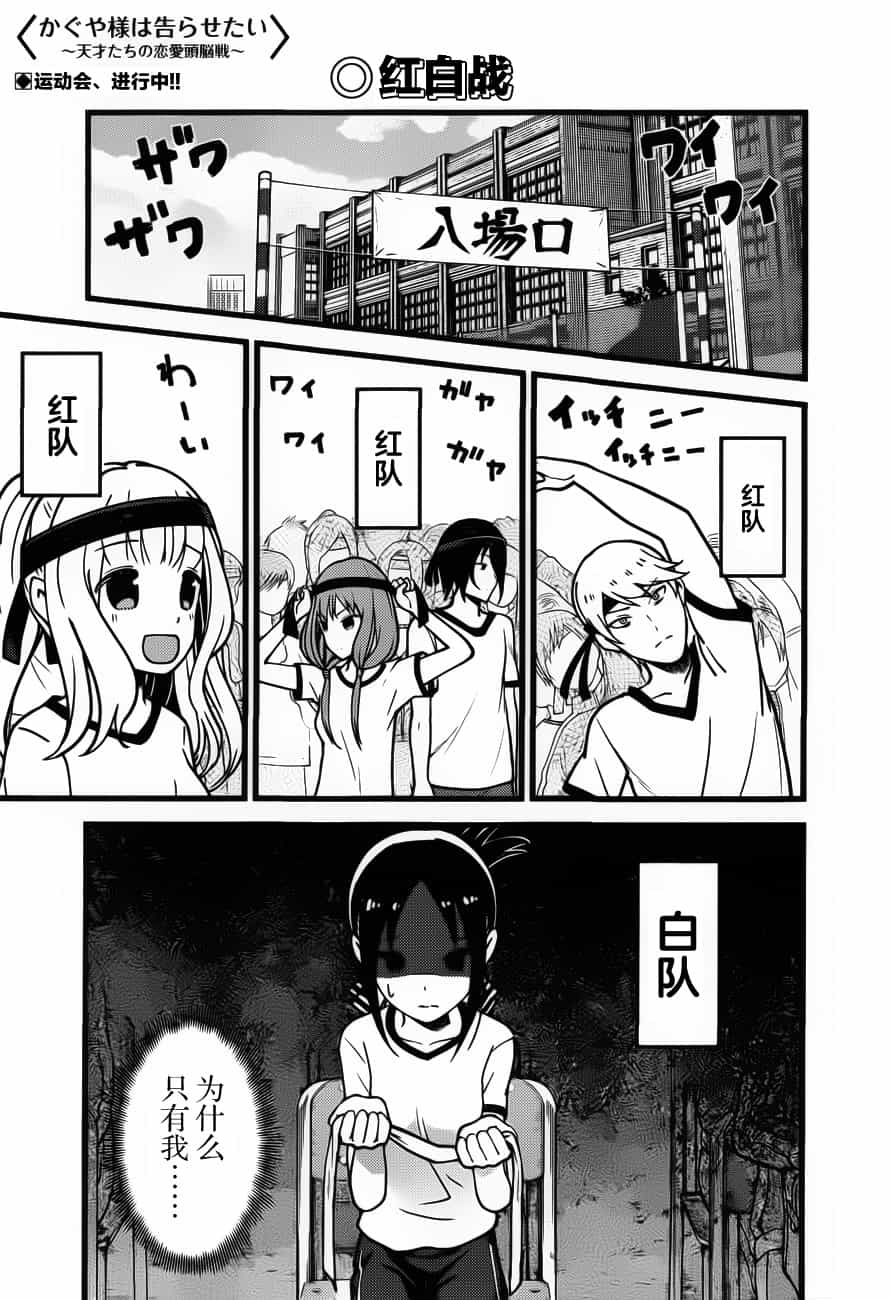 かぐや様は告らせたい
～天才たちの恋愛頭脳戦～
◆运动会、进行中!!
◎红白战
ザワ
ザワ
ワイ
ワイ
入場口
イッチ ニー
イッチ ニー
红队
ガヤ
ガヤ
红队
ワイ
ワイ
わーい
红队
白队
为什么
只有我……